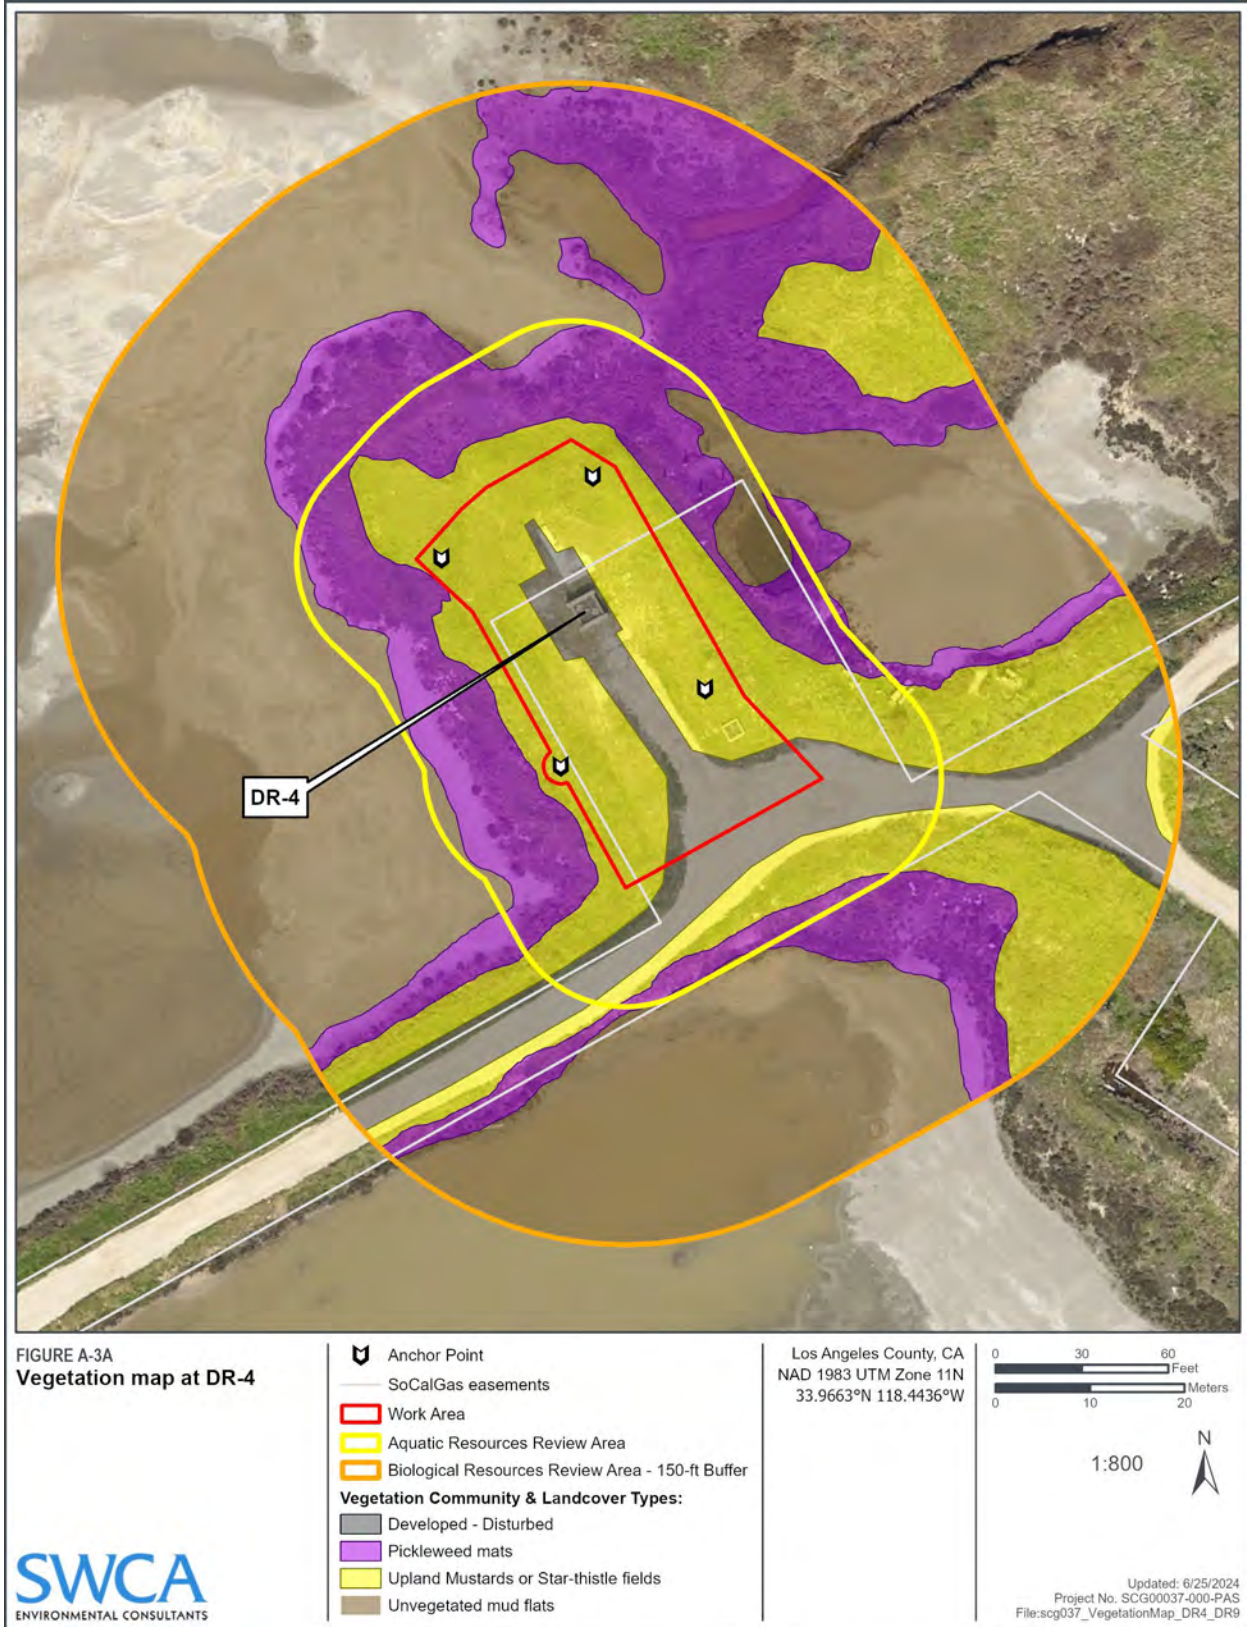 DR-4
FIGURE A-3A
Vegetation map at DR-4
SWCA
ENVIRONMENTAL CONSULTANTS
Anchor Point
SoCalGas easements
Work Area
Aquatic Resources Review Area
Biological Resources Review Area - 150-ft Buffer
Vegetation Community & Landcover Types:
Developed - Disturbed
Pickleweed mats
Upland Mustards or Star-thistle fields
Unvegetated mud flats
Los Angeles County, CA
NAD 1983 UTM Zone 11N
33.9663°N 118.4436°W
0 30 60
Feet
Meters
0 10 20
N
1:800
Updated: 6/25/2024
Project No. SCG00037-000-PAS
File:scg037_VegetationMap_DR4_DR9